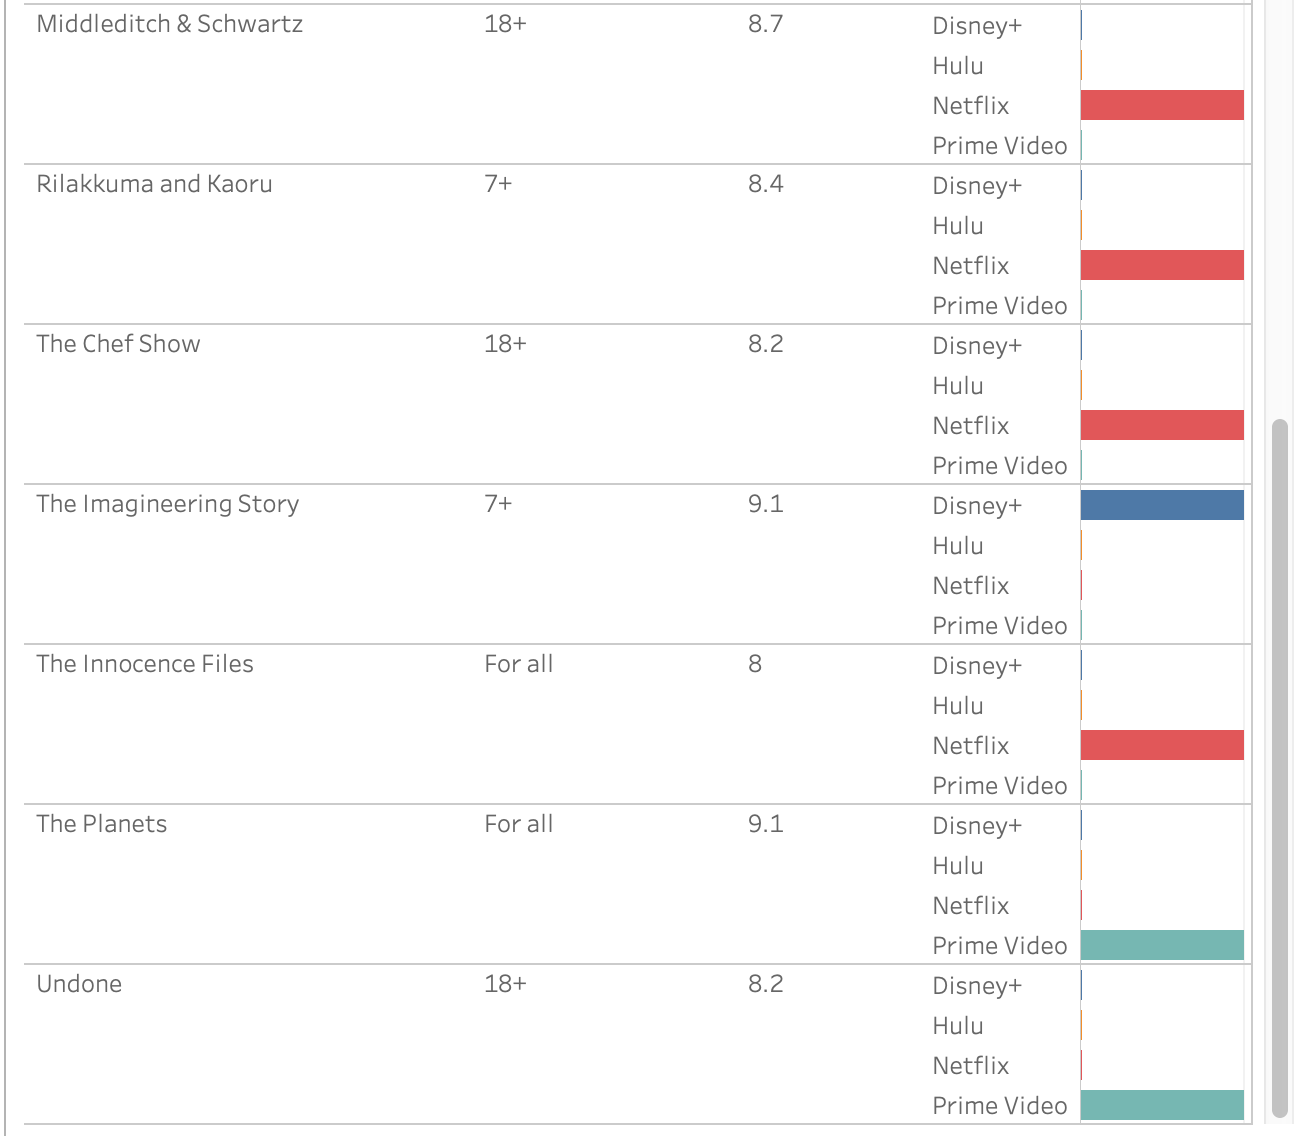 Middleditch & Schwartz 18+ 8.7 Disney+
Hulu
Netflix
Prime Video
Rilakkuma and Kaoru 7+ 8.4 Disney+
Hulu
Netflix
Prime Video
The Chef Show 18+ 8.2 Disney+
Hulu
Netflix
Prime Video
The Imagineering Story 7+ 9.1 Disney+
Hulu
Netflix
Prime Video
The Innocence Files For all 8 Disney+
Hulu
Netflix
Prime Video
The Planets For all 9.1 Disney+
Hulu
Netflix
Prime Video
Undone 18+ 8.2 Disney+
Hulu
Netflix
Prime Video